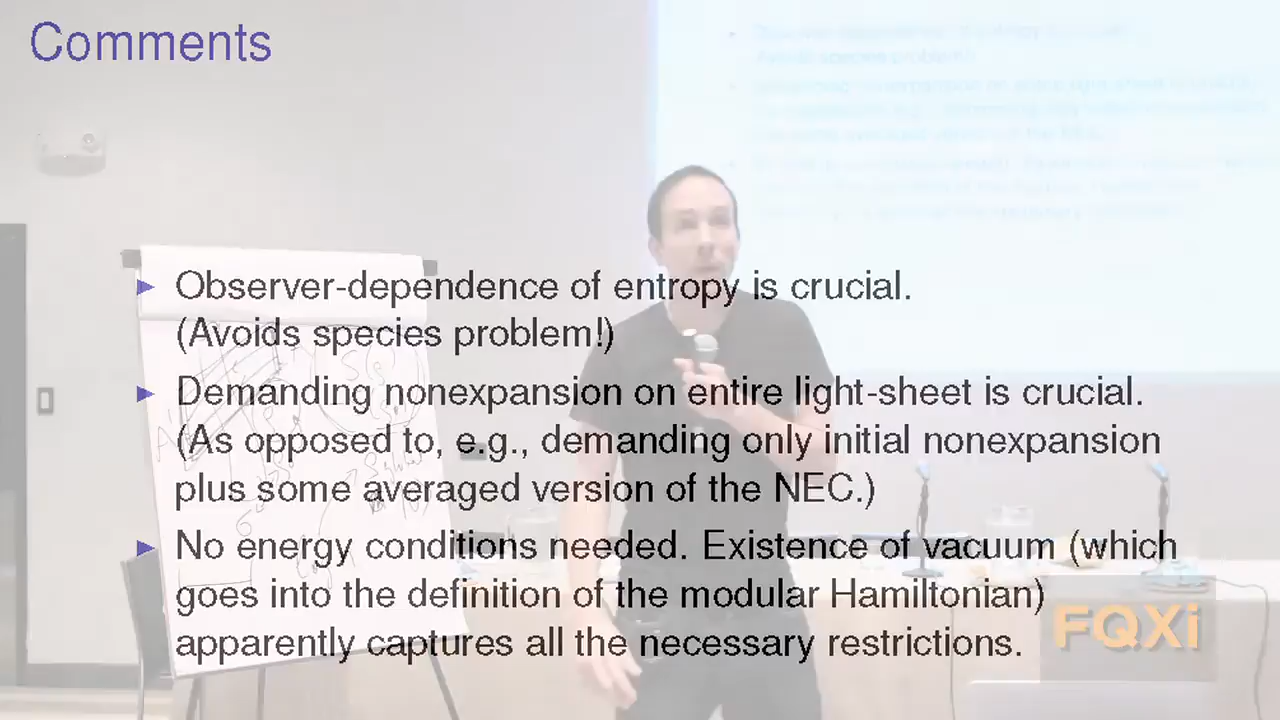 Comments
Observer-dependence of entropy is crucial.
(Avoids species problem!)
Demanding nonexpansion on entire light-sheet is crucial.
(As opposed to, e.g., demanding only initial nonexpansion
plus some averaged version of the NEC.)
No energy conditions needed. Existence of vacuum (which
goes into the definition of the modular Hamiltonian)
apparently captures all the necessary restrictions.
FQXi